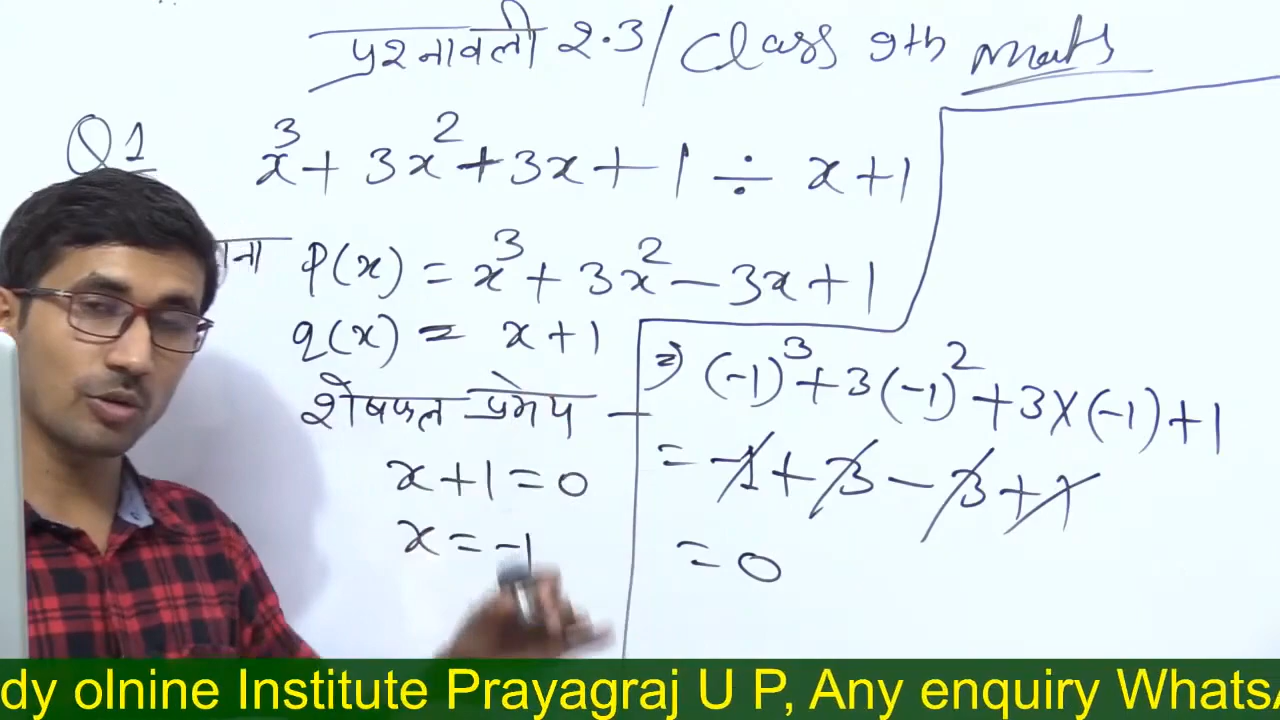 प्रश्नावली 2.3/ Class 9th Maths
Q1 x³ + 3x² + 3x + 1 ÷ x + 1
ाना p(x) = x³ + 3x² - 3x + 1
q(x) = x + 1
शेषफल प्रमेय -
x + 1 = 0
x = -1
⇒ (-1)³ + 3(-1)² + 3×(-1) + 1
= -1 + 3 - 3 + 1
= 0
dy olnine Institute Prayagraj U P, Any enquiry Whats